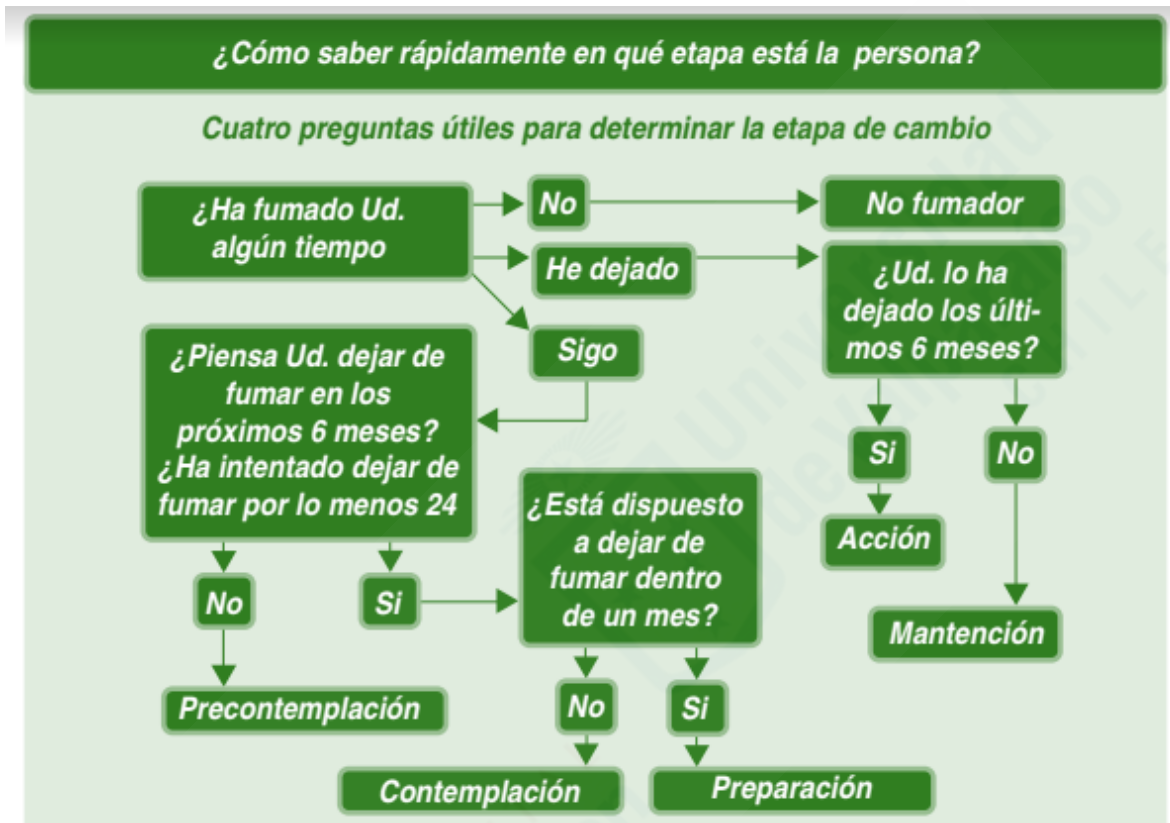 ¿Cómo saber rápidamente en qué etapa está la persona?
Cuatro preguntas útiles para determinar la etapa de cambio
¿Ha fumado Ud.
algún tiempo
No
No fumador
He dejado
¿Ud. lo ha
dejado los últi-
mos 6 meses?
Sigo
¿Piensa Ud. dejar de
fumar en los
próximos 6 meses?
¿Ha intentado dejar de
fumar por lo menos 24
Si
No
Acción
Mantención
No
Si
¿Está dispuesto
a dejar de
fumar dentro
de un mes?
Precontemplación
No
Si
Contemplación
Preparación
Universidad
de Valparaíso
CHILE